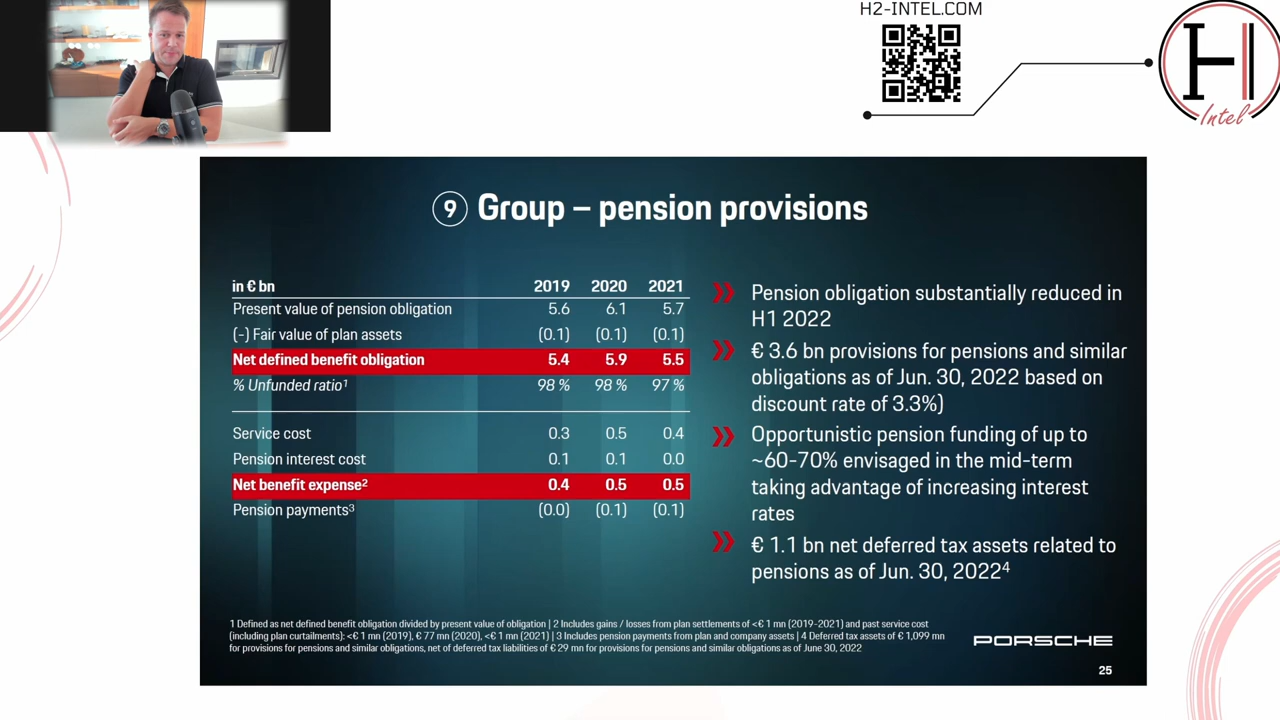 H2-INTEL.COM
H
Intel
9 Group – pension provisions
in € bn 2019 2020 2021
Present value of pension obligation 5.6 6.1 5.7
(-) Fair value of plan assets (0.1) (0.1) (0.1)
Net defined benefit obligation 5.4 5.9 5.5
% Unfunded ratio¹ 98 % 98 % 97 %
Service cost 0.3 0.5 0.4
Pension interest cost 0.1 0.1 0.0
Net benefit expense² 0.4 0.5 0.5
Pension payments³ (0.0) (0.1) (0.1)
Pension obligation substantially reduced in
H1 2022
€ 3.6 bn provisions for pensions and similar
obligations as of Jun. 30, 2022 based on
discount rate of 3.3%)
Opportunistic pension funding of up to
~60-70% envisaged in the mid-term
taking advantage of increasing interest
rates
€ 1.1 bn net deferred tax assets related to
pensions as of Jun. 30, 2022⁴
1 Defined as net defined benefit obligation divided by present value of obligation | 2 Includes gains / losses from plan settlements of <€ 1 mn (2019-2021) and past service cost
(including plan curtailments): <€ 1 mn (2019), € 77 mn (2020), <€ 1 mn (2021) | 3 Includes pension payments from plan and company assets | 4 Deferred tax assets of € 1,099 mn
for provisions for pensions and similar obligations, net of deferred tax liabilities of € 29 mn for provisions for pensions and similar obligations as of June 30, 2022
PORSCHE
25